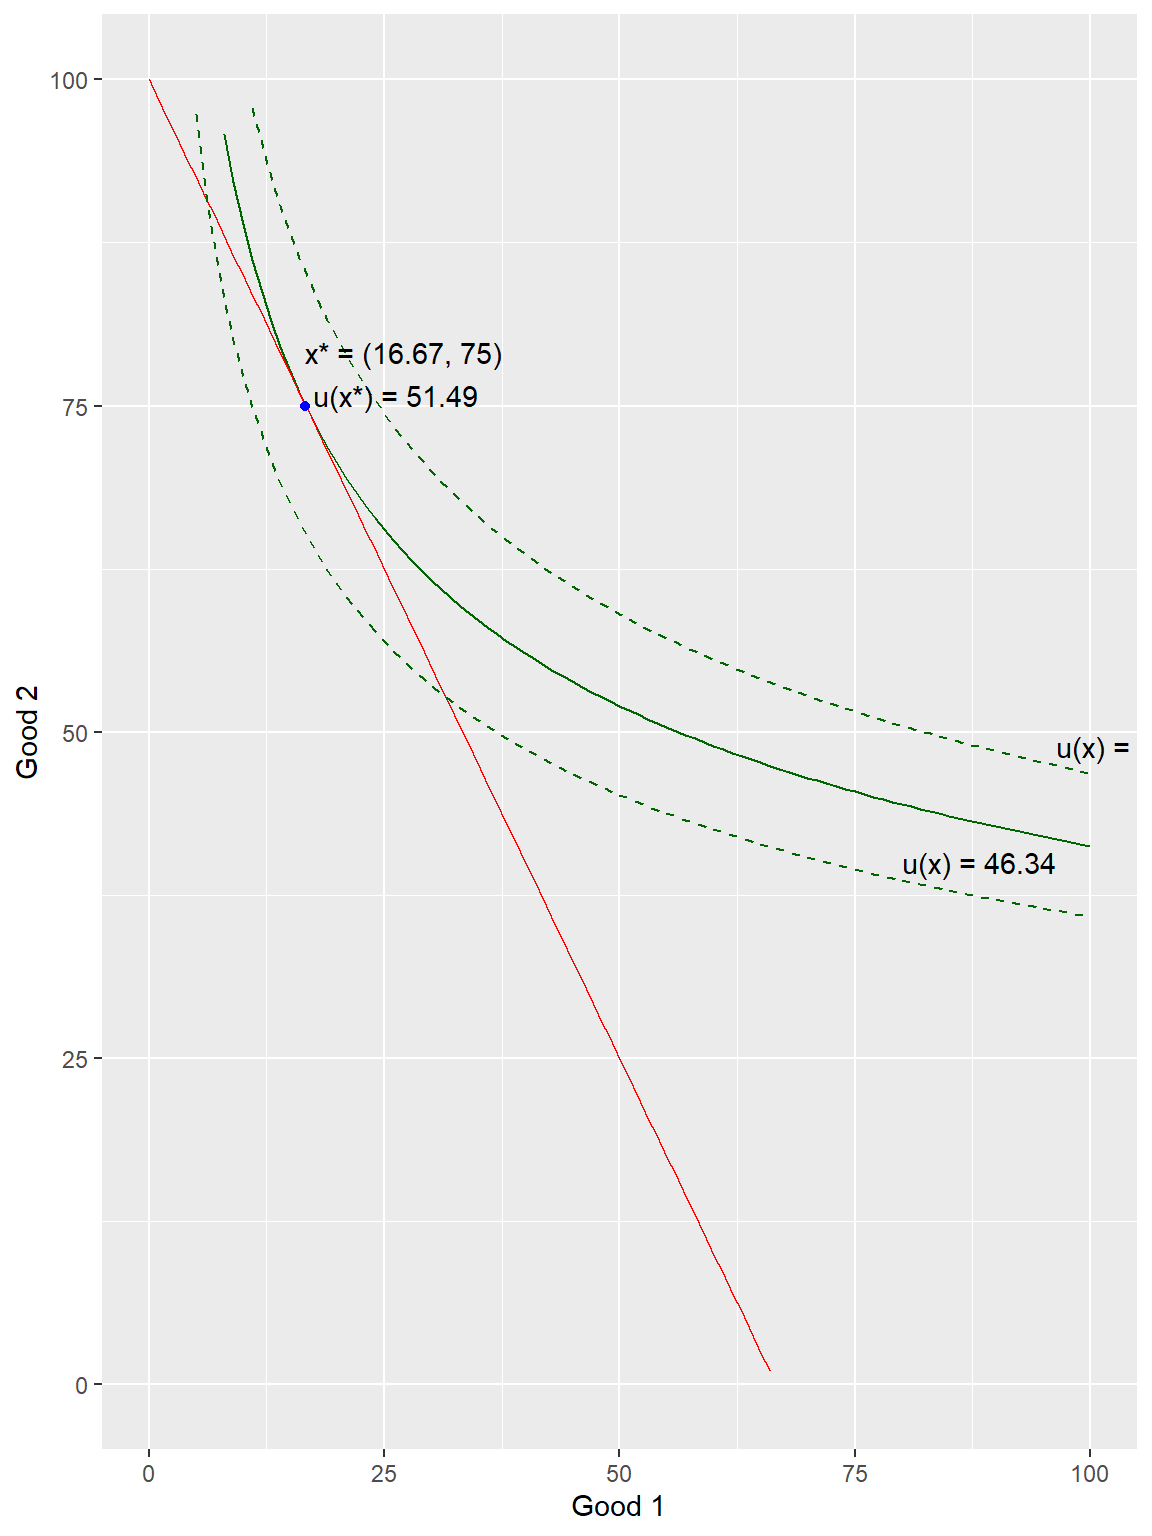 100
x* = (16.67, 75)
u(x*) = 51.49
75
Good 2
50
u(x) =
u(x) = 46.34
25
0
0 25 50 75 100
Good 1